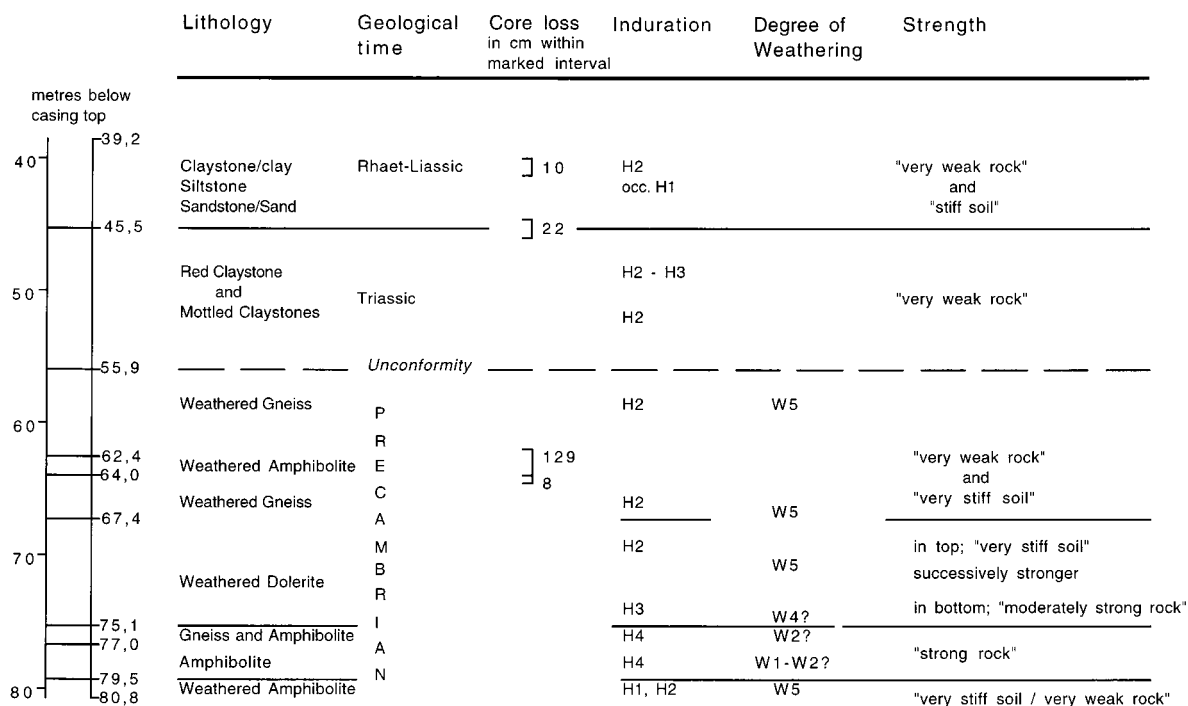 Lithology Geological time Core loss in cm within marked interval Induration Degree of Weathering Strength
metres below
casing top
39,2
40 Claystone/clay Rhaet-Liassic 10 H2 "very weak rock"
Siltstone occ. H1 and
Sandstone/Sand "stiff soil"
45,5 22
Red Claystone H2 - H3
and
50 Triassic "very weak rock"
Mottled Claystones H2
55,9 Unconformity
Weathered Gneiss H2 W5
60
PRECAMBRIAN
62,4 129 "very weak rock"
Weathered Amphibolite and
64,0 8
Weathered Gneiss H2 W5 "very stiff soil"
67,4
70 H2 in top; "very stiff soil"
W5 successively stronger
Weathered Dolerite
H3 W4? in bottom; "moderately strong rock"
75,1
Gneiss and Amphibolite H4 W2?
77,0
"strong rock"
Amphibolite H4 W1-W2?
79,5
80 Weathered Amphibolite H1, H2 W5 "very stiff soil / very weak rock"
80,8